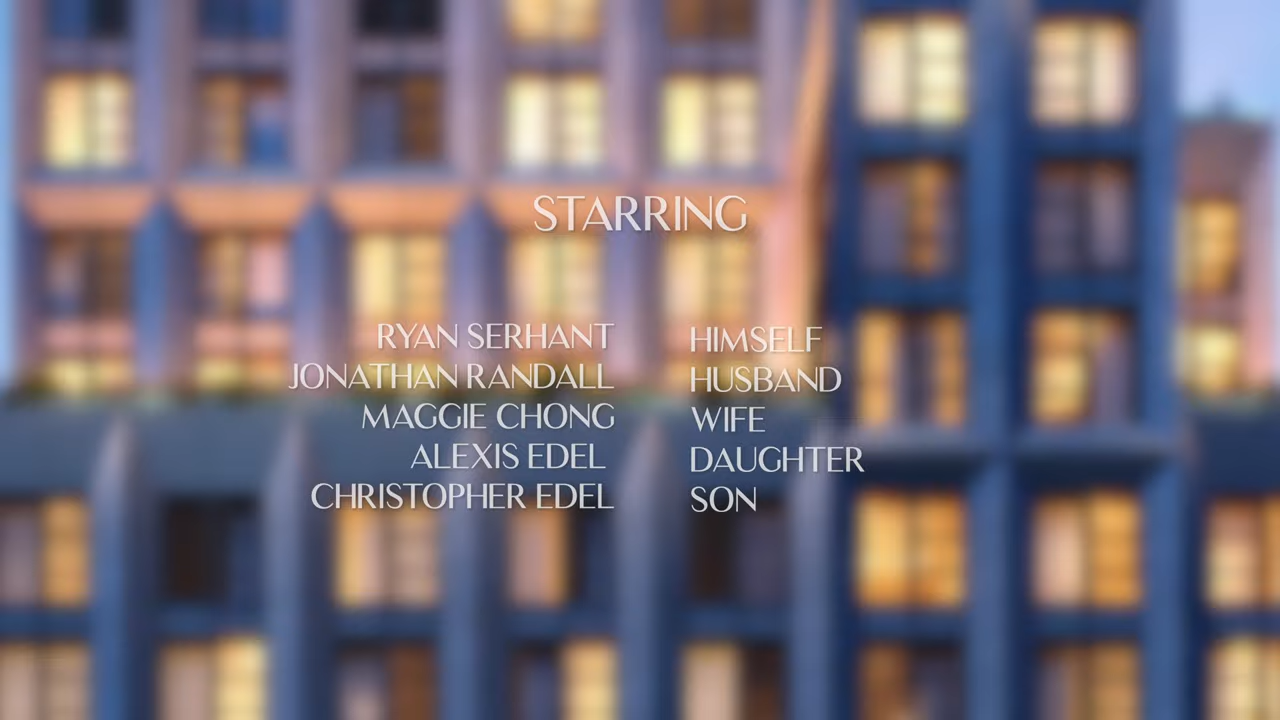 STARRING
RYAN SERHANT HIMSELF
JONATHAN RANDALL HUSBAND
MAGGIE CHONG WIFE
ALEXIS EDEL DAUGHTER
CHRISTOPHER EDEL SON